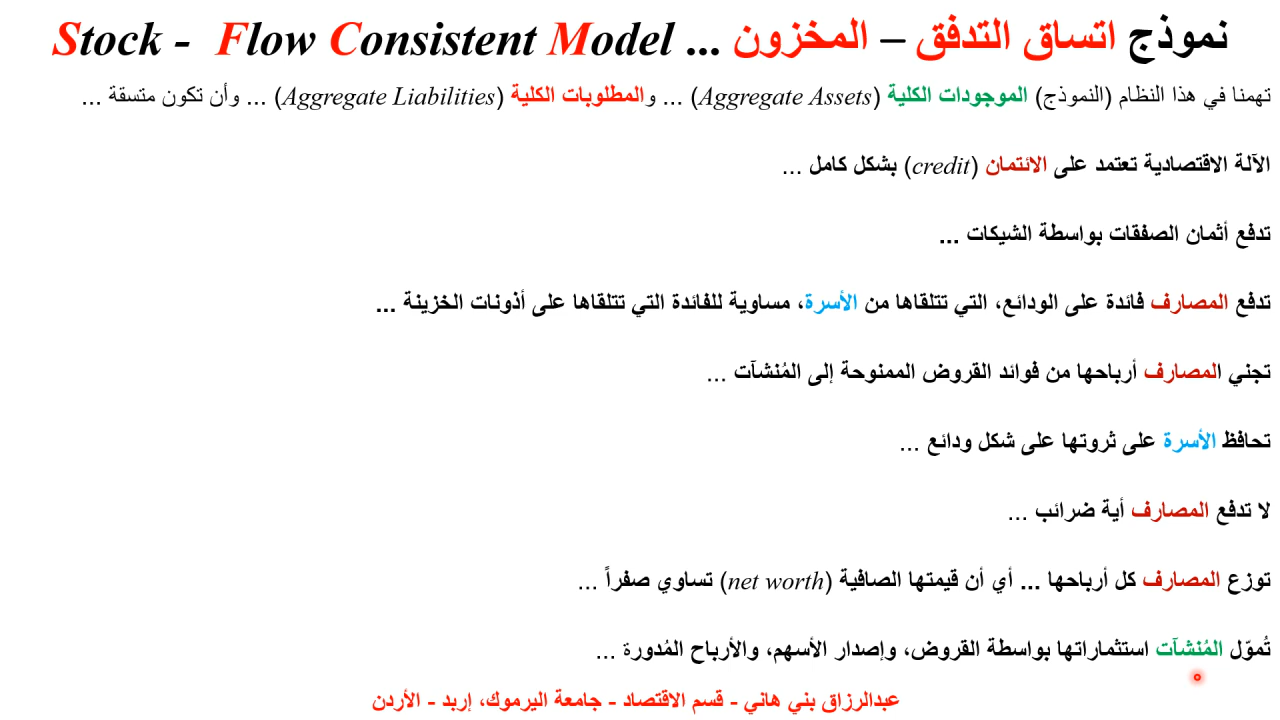 نموذج اتساق التدفق – المخزون ... Stock - Flow Consistent Model
تهمنا في هذا النظام (النموذج) الموجودات الكلية (Aggregate Assets) ... والمطلوبات الكلية (Aggregate Liabilities) ... وأن تكون متسقة ...
الآلة الاقتصادية تعتمد على الائتمان (credit) بشكل كامل ...
تدفع أثمان الصفقات بواسطة الشيكات ...
تدفع المصارف فائدة على الودائع، التي تتلقاها من الأسرة، مساوية للفائدة التي تتلقاها على أذونات الخزينة ...
تجني المصارف أرباحها من فوائد القروض الممنوحة إلى المُنشآت ...
تحافظ الأسرة على ثروتها على شكل ودائع ...
لا تدفع المصارف أية ضرائب ...
توزع المصارف كل أرباحها ... أي أن قيمتها الصافية (net worth) تساوي صفراً ...
تُموّل المُنشآت استثماراتها بواسطة القروض، وإصدار الأسهم، والأرباح المُدورة ...
عبدالرزاق بني هاني - قسم الاقتصاد - جامعة اليرموك، إربد - الأردن